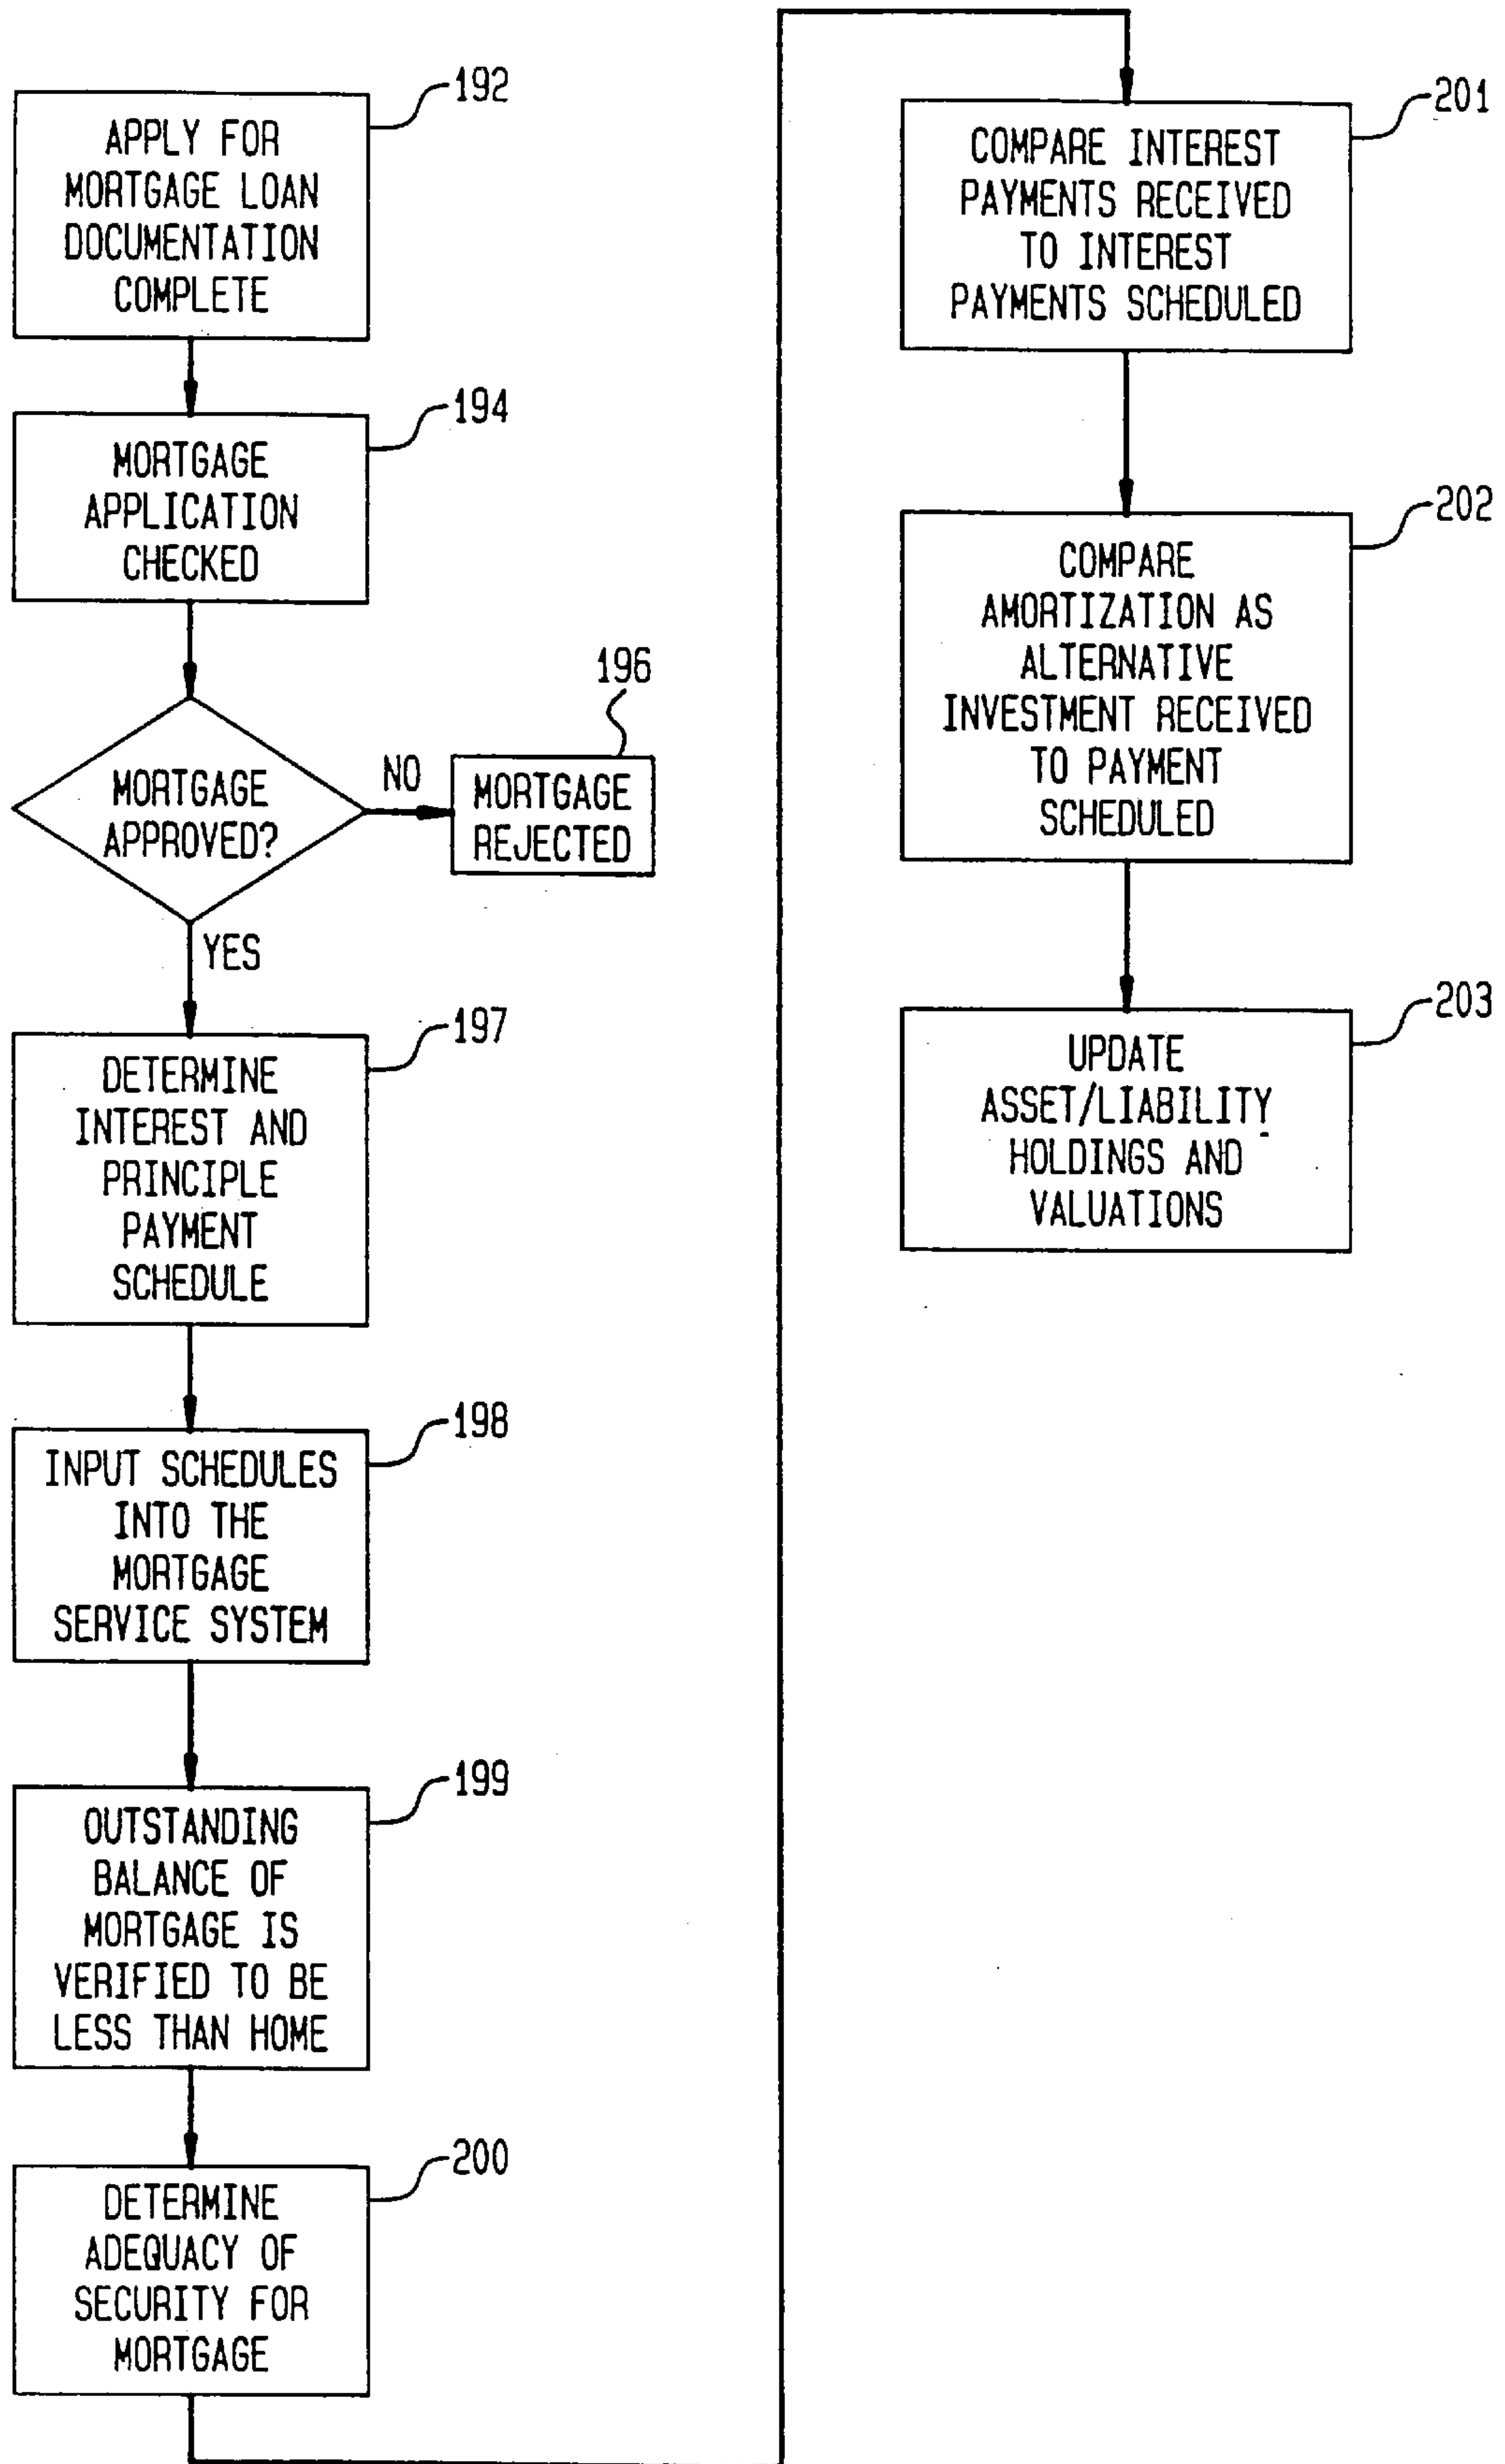 192
APPLY FOR
MORTGAGE LOAN
DOCUMENTATION
COMPLETE
194
MORTGAGE
APPLICATION
CHECKED
MORTGAGE
APPROVED?
NO
196
MORTGAGE
REJECTED
YES
197
DETERMINE
INTEREST AND
PRINCIPLE
PAYMENT
SCHEDULE
198
INPUT SCHEDULES
INTO THE
MORTGAGE
SERVICE SYSTEM
199
OUTSTANDING
BALANCE OF
MORTGAGE IS
VERIFIED TO BE
LESS THAN HOME
200
DETERMINE
ADEQUACY OF
SECURITY FOR
MORTGAGE
201
COMPARE INTEREST
PAYMENTS RECEIVED
TO INTEREST
PAYMENTS SCHEDULED
202
COMPARE
AMORTIZATION AS
ALTERNATIVE
INVESTMENT RECEIVED
TO PAYMENT
SCHEDULED
203
UPDATE
ASSET/LIABILITY
HOLDINGS AND
VALUATIONS